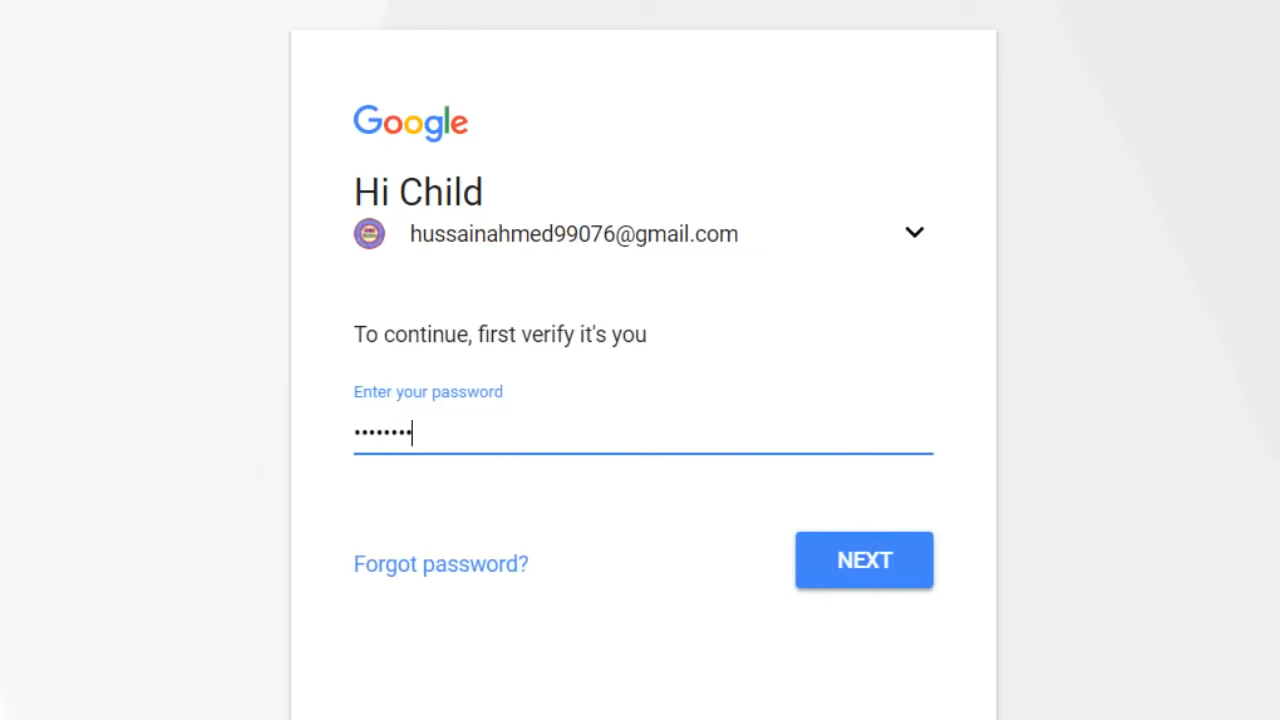 Google
Hi Child
hussainahmed99076@gmail.com
To continue, first verify it's you
Enter your password
••••••••
Forgot password?
NEXT